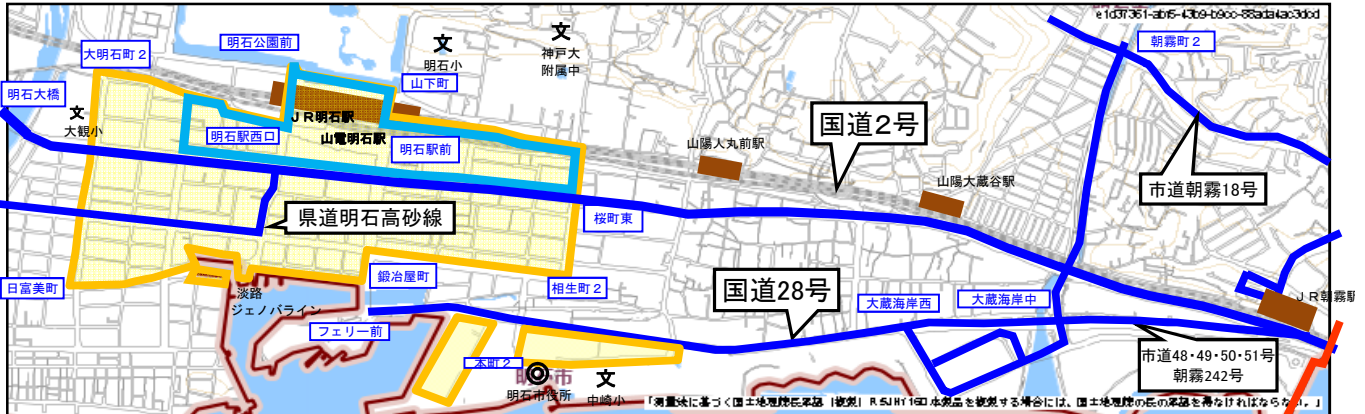 朝霧町2
大明石町2
明石公園前
文
明石小
文
神戸大
附属中
山下町
明石大橋
文
大観小
JR明石駅
明石駅西口
山電明石駅
明石駅前
国道2号
山陽人丸前駅
山陽大蔵谷駅
市道朝霧18号
県道明石高砂線
桜町東
日富美町
鍛冶屋町
相生町2
淡路
ジェノバライン
国道28号
大蔵海岸西
大蔵海岸中
JR朝霧駅
フェリー前
本町2
明石市役所
文
中崎小
市道48・49・50・51号
朝霧242号